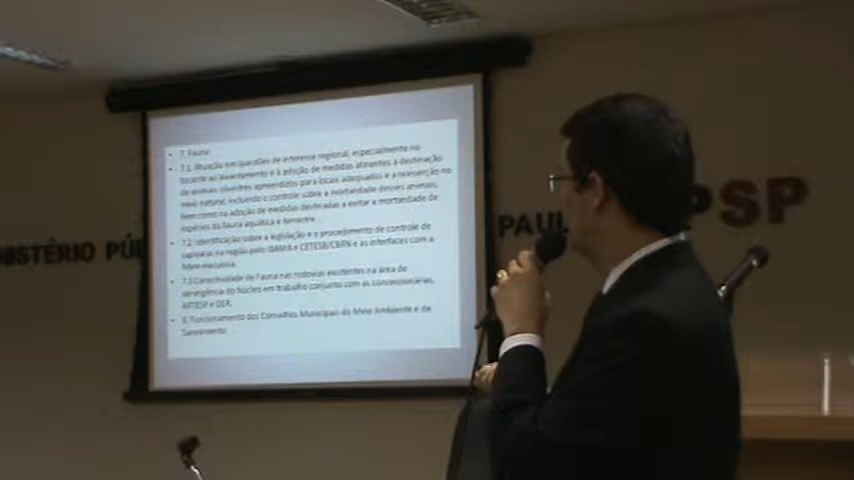 • 7. Fauna:
• 7.1. Atuação em questões de interesse regional, especialmente no
tocante ao levantamento e à adoção de medidas atinentes à destinação
de animais silvestres apreendidos para locais adequados e a reinserção no
meio natural, incluindo o controle sobre a mortandade desses animais,
bem como na adoção de medidas destinadas a evitar a mortandade de
espécies da fauna aquática e terrestre.
• 7.2. Identificação sobre a legislação e o procedimento de controle de
capivaras na região pelo IBAMA e CETESB/CBRN e as interfaces com a
febre maculosa.
• 7.3. Conectividade de Fauna nas rodovias existentes na área de
abrangência do Núcleo em trabalho conjunto com as concessionárias,
ARTESP e DER.
• 8. Funcionamento dos Conselhos Municipais do Meio Ambiente e de
Saneamento.
NISTÉRIO PÚB
PAUL
PSP